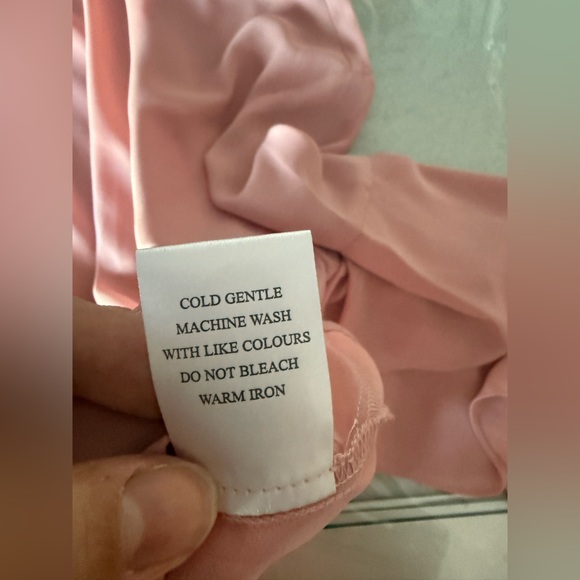 COLD GENTLE
MACHINE WASH
WITH LIKE COLOURS
DO NOT BLEACH
WARM IRON